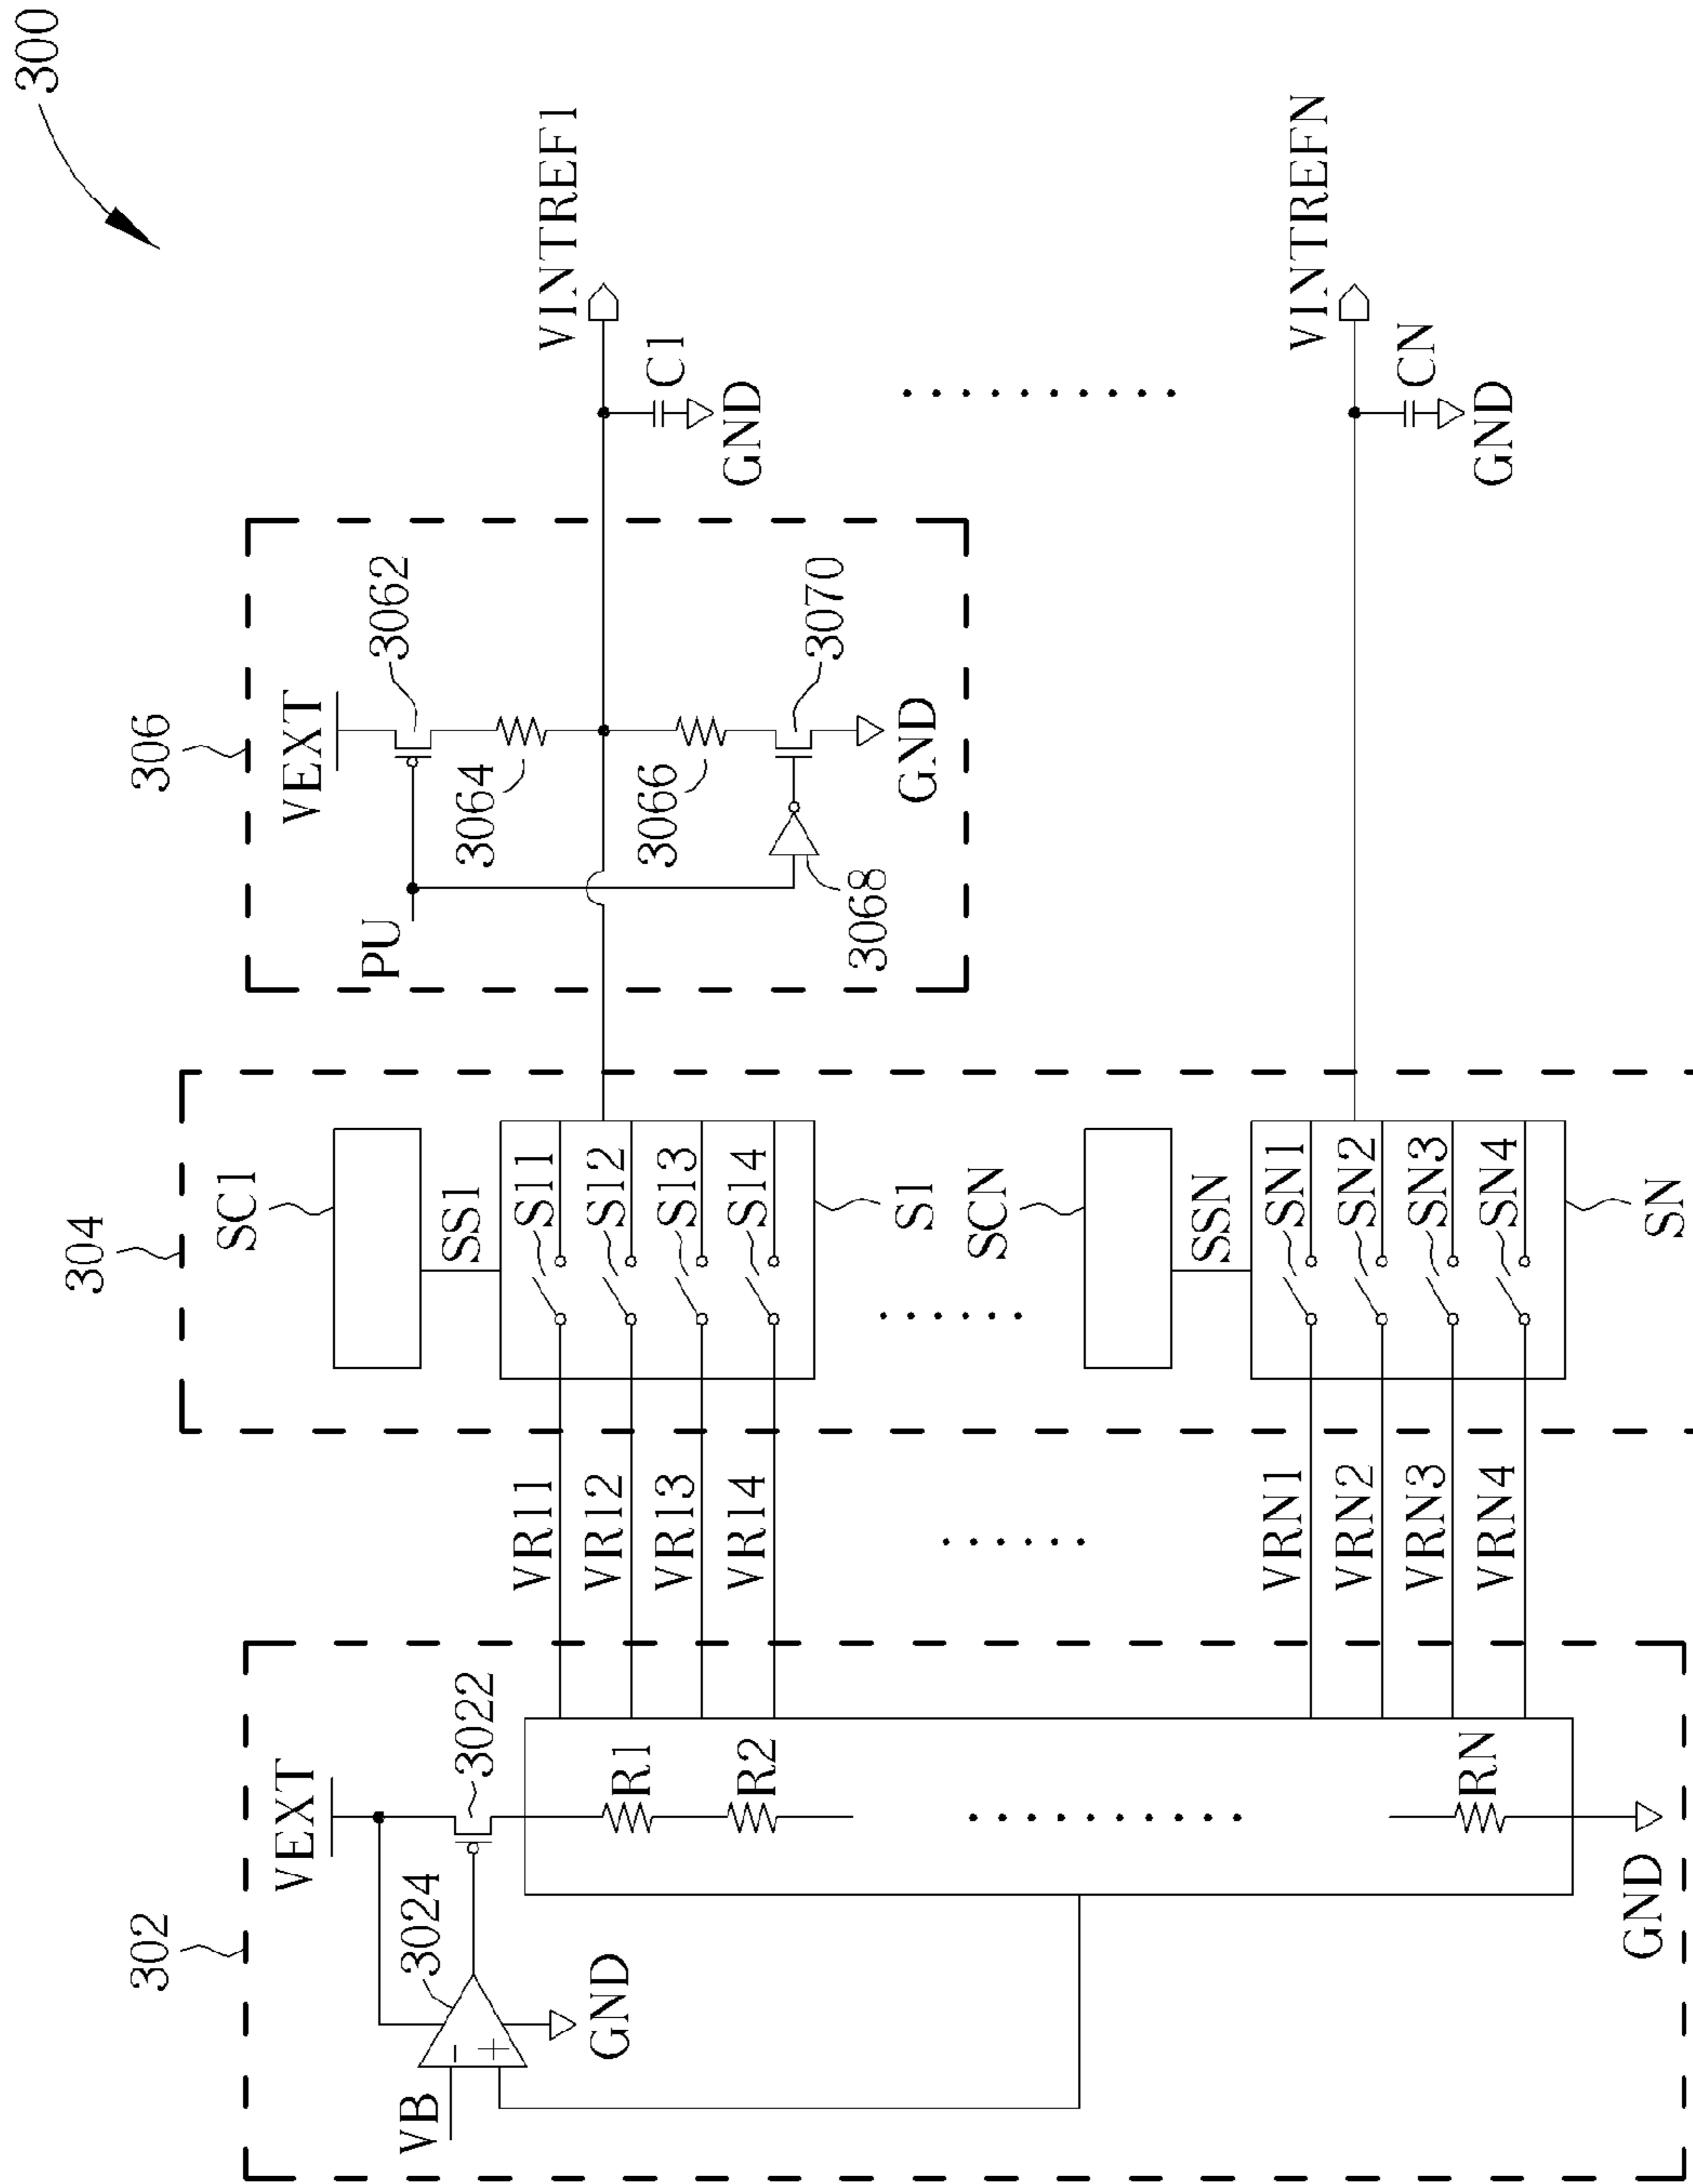 300
302
VEXT
3024
3022
VB
GND
R1
R2
RN
GND
VR11
VR12
VR13
VR14
VRN1
VRN2
VRN3
VRN4
304
SC1
SS1
S11
S12
S13
S14
S1
SCN
SSN
SN1
SN2
SN3
SN4
SN
306
VEXT
PU
3062
3064
3066
3068
3070
GND
VINTREF1
C1
GND
VINTREFN
CN
GND